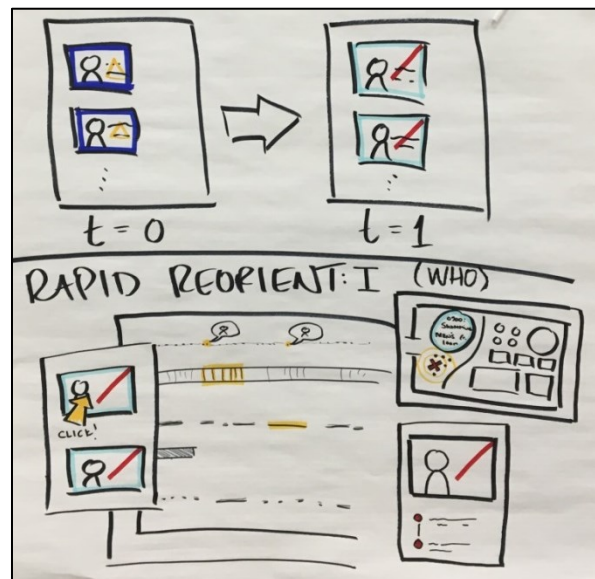 t = 0
t = 1
RAPID REORIENT: I (WHO)
CLICK!